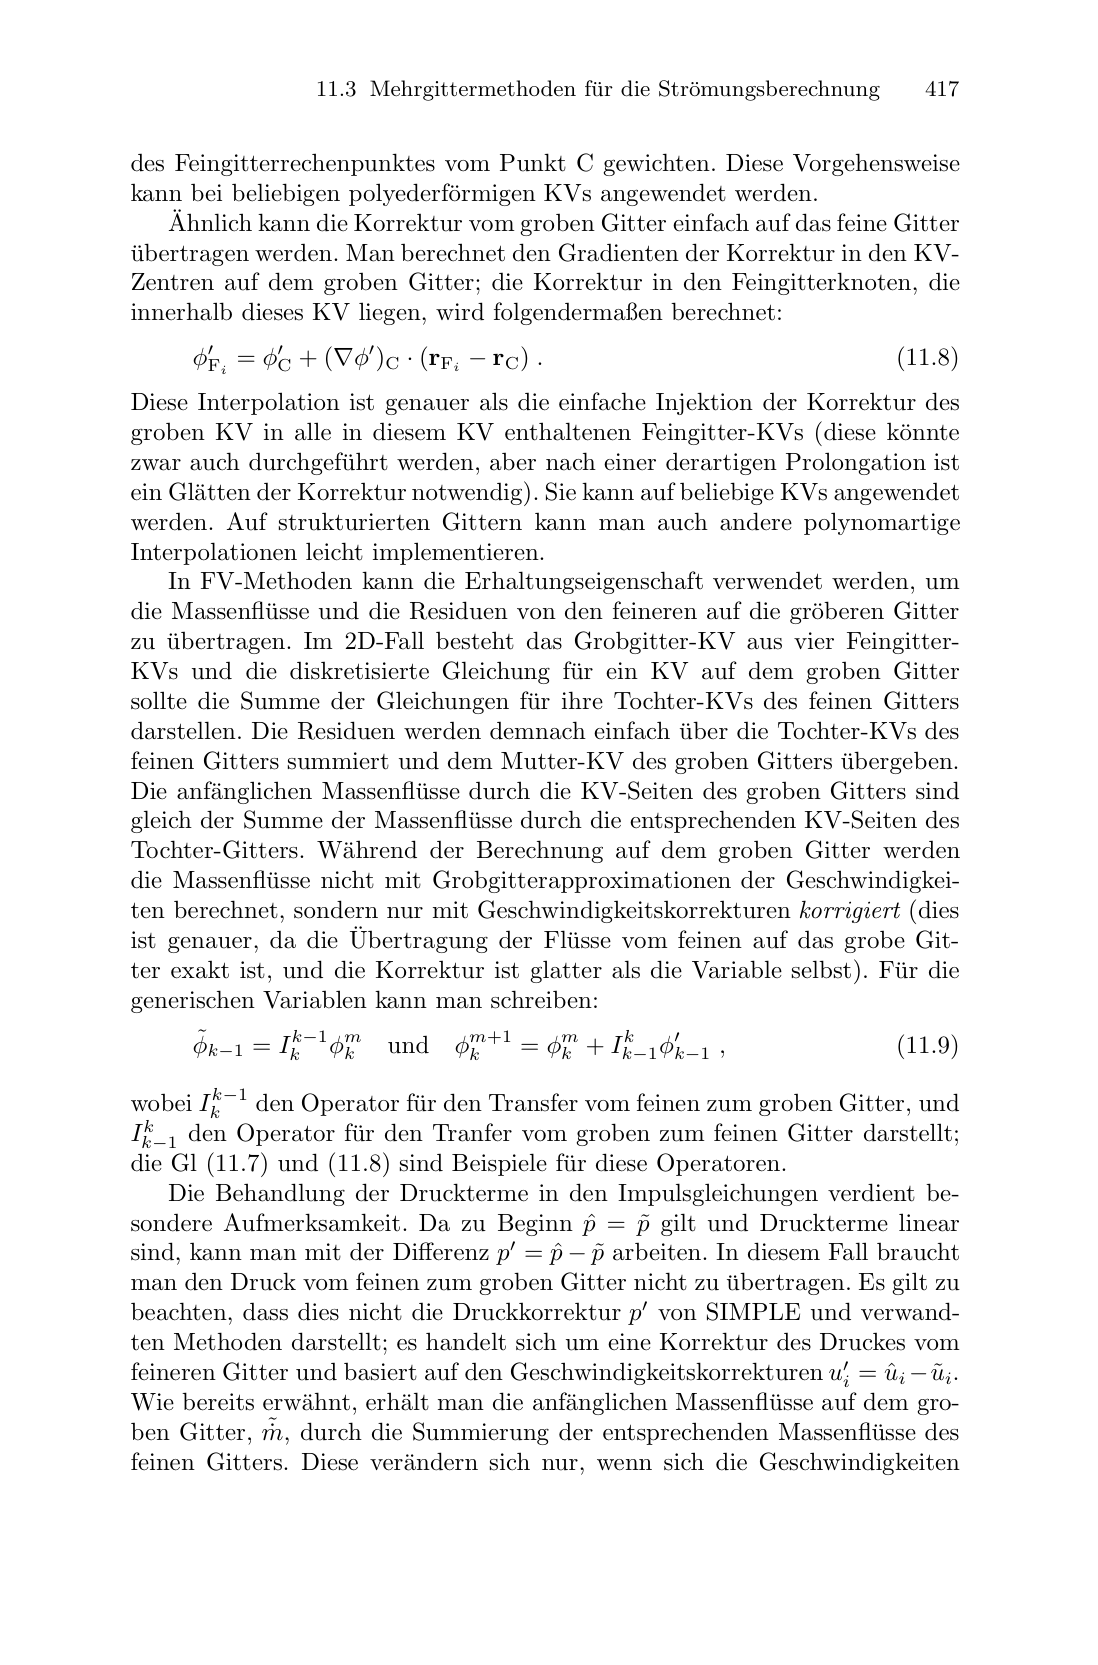 11.3 Mehrgittermethoden für die Strömungsberechnung 417
des Feingitterrechenpunktes vom Punkt C gewichten. Diese Vorgehensweise
kann bei beliebigen polyederförmigen KVs angewendet werden.
Ähnlich kann die Korrektur vom groben Gitter einfach auf das feine Gitter
übertragen werden. Man berechnet den Gradienten der Korrektur in den KV-
Zentren auf dem groben Gitter; die Korrektur in den Feingitterknoten, die
innerhalb dieses KV liegen, wird folgendermaßen berechnet:
$\phi'_{\mathrm{F}_i} = \phi'_{\mathrm{C}} + (\nabla\phi')_{\mathrm{C}} \cdot (\mathbf{r}_{\mathrm{F}_i} - \mathbf{r}_{\mathrm{C}})$ . (11.8)
Diese Interpolation ist genauer als die einfache Injektion der Korrektur des
groben KV in alle in diesem KV enthaltenen Feingitter-KVs (diese könnte
zwar auch durchgeführt werden, aber nach einer derartigen Prolongation ist
ein Glätten der Korrektur notwendig). Sie kann auf beliebige KVs angewendet
werden. Auf strukturierten Gittern kann man auch andere polynomartige
Interpolationen leicht implementieren.
In FV-Methoden kann die Erhaltungseigenschaft verwendet werden, um
die Massenflüsse und die Residuen von den feineren auf die gröberen Gitter
zu übertragen. Im 2D-Fall besteht das Grobgitter-KV aus vier Feingitter-
KVs und die diskretisierte Gleichung für ein KV auf dem groben Gitter
sollte die Summe der Gleichungen für ihre Tochter-KVs des feinen Gitters
darstellen. Die Residuen werden demnach einfach über die Tochter-KVs des
feinen Gitters summiert und dem Mutter-KV des groben Gitters übergeben.
Die anfänglichen Massenflüsse durch die KV-Seiten des groben Gitters sind
gleich der Summe der Massenflüsse durch die entsprechenden KV-Seiten des
Tochter-Gitters. Während der Berechnung auf dem groben Gitter werden
die Massenflüsse nicht mit Grobgitterapproximationen der Geschwindigkei-
ten berechnet, sondern nur mit Geschwindigkeitskorrekturen korrigiert (dies
ist genauer, da die Übertragung der Flüsse vom feinen auf das grobe Git-
ter exakt ist, und die Korrektur ist glatter als die Variable selbst). Für die
generischen Variablen kann man schreiben:
$\tilde{\phi}_{k-1} = I_k^{k-1}\phi_k^m$ und $\phi_k^{m+1} = \phi_k^m + I_{k-1}^k\phi'_{k-1}$ , (11.9)
wobei $I_k^{k-1}$ den Operator für den Transfer vom feinen zum groben Gitter, und
$I_{k-1}^k$ den Operator für den Tranfer vom groben zum feinen Gitter darstellt;
die Gl (11.7) und (11.8) sind Beispiele für diese Operatoren.
Die Behandlung der Druckterme in den Impulsgleichungen verdient be-
sondere Aufmerksamkeit. Da zu Beginn $\hat{p} = \tilde{p}$ gilt und Druckterme linear
sind, kann man mit der Differenz $p' = \hat{p} - \tilde{p}$ arbeiten. In diesem Fall braucht
man den Druck vom feinen zum groben Gitter nicht zu übertragen. Es gilt zu
beachten, dass dies nicht die Druckkorrektur $p'$ von SIMPLE und verwand-
ten Methoden darstellt; es handelt sich um eine Korrektur des Druckes vom
feineren Gitter und basiert auf den Geschwindigkeitskorrekturen $u'_i = \hat{u}_i - \tilde{u}_i$.
Wie bereits erwähnt, erhält man die anfänglichen Massenflüsse auf dem gro-
ben Gitter, $\tilde{\dot{m}}$, durch die Summierung der entsprechenden Massenflüsse des
feinen Gitters. Diese verändern sich nur, wenn sich die Geschwindigkeiten